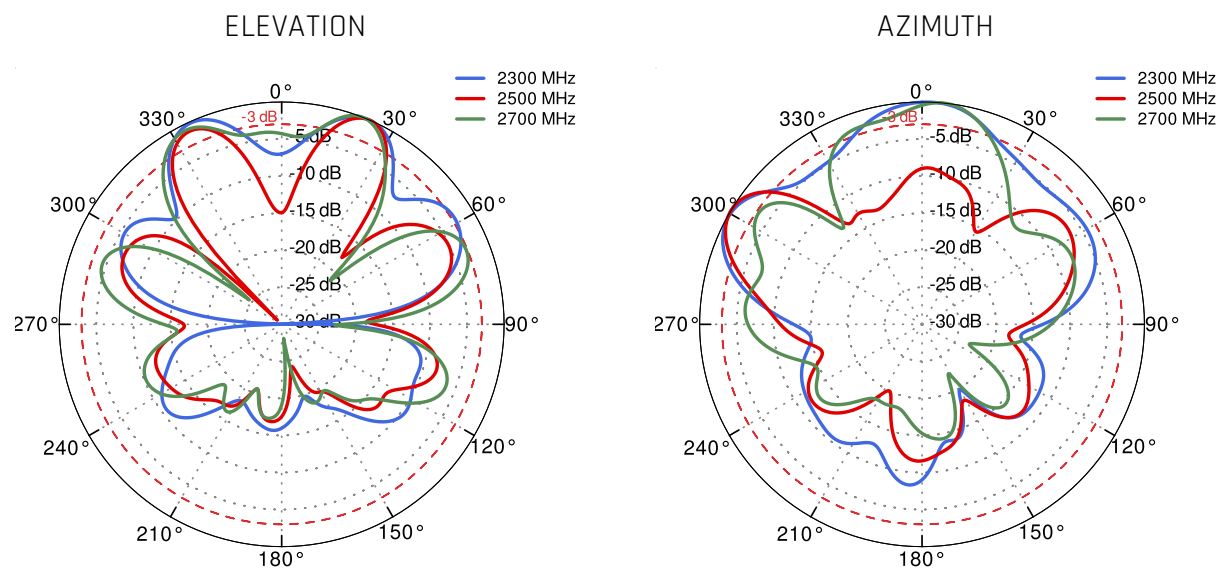 ELEVATION
2300 MHz
2500 MHz
2700 MHz
0°
30°
60°
90°
120°
150°
180°
210°
240°
270°
300°
330°
-3 dB
-5 dB
-10 dB
-15 dB
-20 dB
-25 dB
-30 dB
AZIMUTH
2300 MHz
2500 MHz
2700 MHz
0°
30°
60°
90°
120°
150°
180°
210°
240°
270°
300°
330°
-3 dB
-5 dB
-10 dB
-15 dB
-20 dB
-25 dB
-30 dB